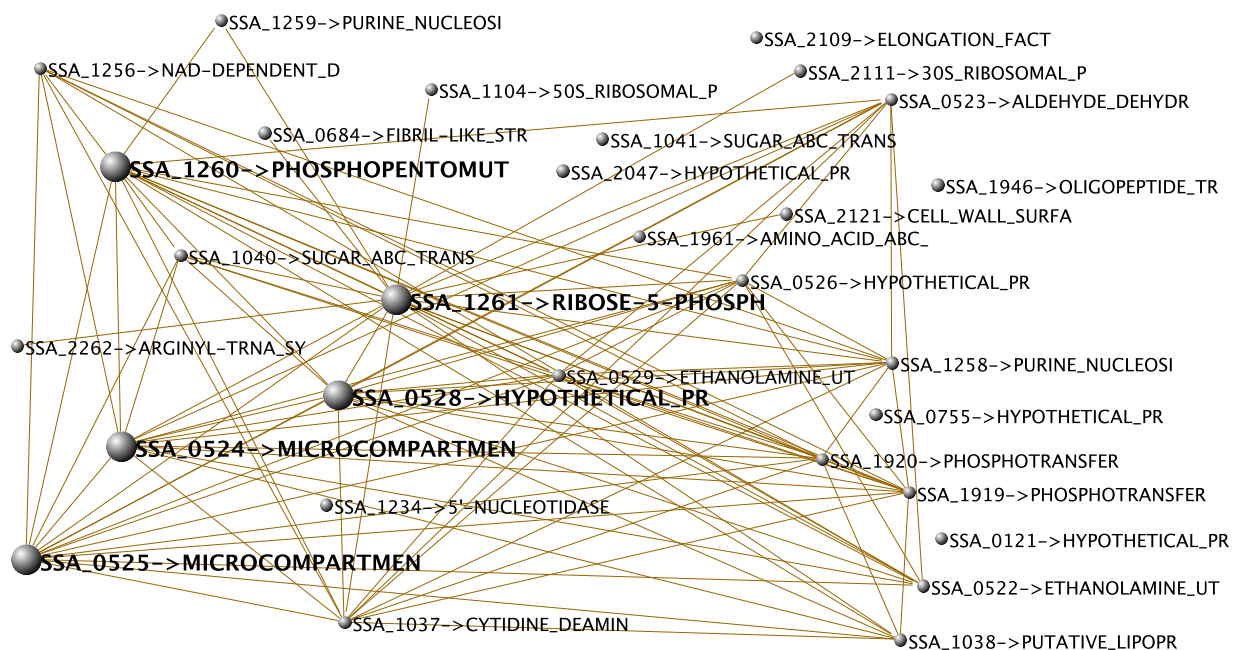 SSA_1259->PURINE_NUCLEOSI
SSA_2109->ELONGATION_FACT
SSA_1256->NAD-DEPENDENT_D
SSA_2111->30S_RIBOSOMAL_P
SSA_1104->50S_RIBOSOMAL_P
SSA_0523->ALDEHYDE_DEHYDR
SSA_0684->FIBRIL-LIKE_STR
SSA_1041->SUGAR_ABC_TRANS
SSA_1260->PHOSPHOPENTOMUT
SSA_2047->HYPOTHETICAL_PR
SSA_1946->OLIGOPEPTIDE_TR
SSA_2121->CELL_WALL_SURFA
SSA_1961->AMINO_ACID_ABC_
SSA_1040->SUGAR_ABC_TRANS
SSA_0526->HYPOTHETICAL_PR
SSA_1261->RIBOSE-5-PHOSPH
SSA_2262->ARGINYL-TRNA_SY
SSA_1258->PURINE_NUCLEOSI
SSA_0529->ETHANOLAMINE_UT
SSA_0528->HYPOTHETICAL_PR
SSA_0755->HYPOTHETICAL_PR
SSA_0524->MICROCOMPARTMEN
SSA_1920->PHOSPHOTRANSFER
SSA_1919->PHOSPHOTRANSFER
SSA_1234->5'-NUCLEOTIDASE
SSA_0121->HYPOTHETICAL_PR
SSA_0525->MICROCOMPARTMEN
SSA_0522->ETHANOLAMINE_UT
SSA_1037->CYTIDINE_DEAMIN
SSA_1038->PUTATIVE_LIPOPR